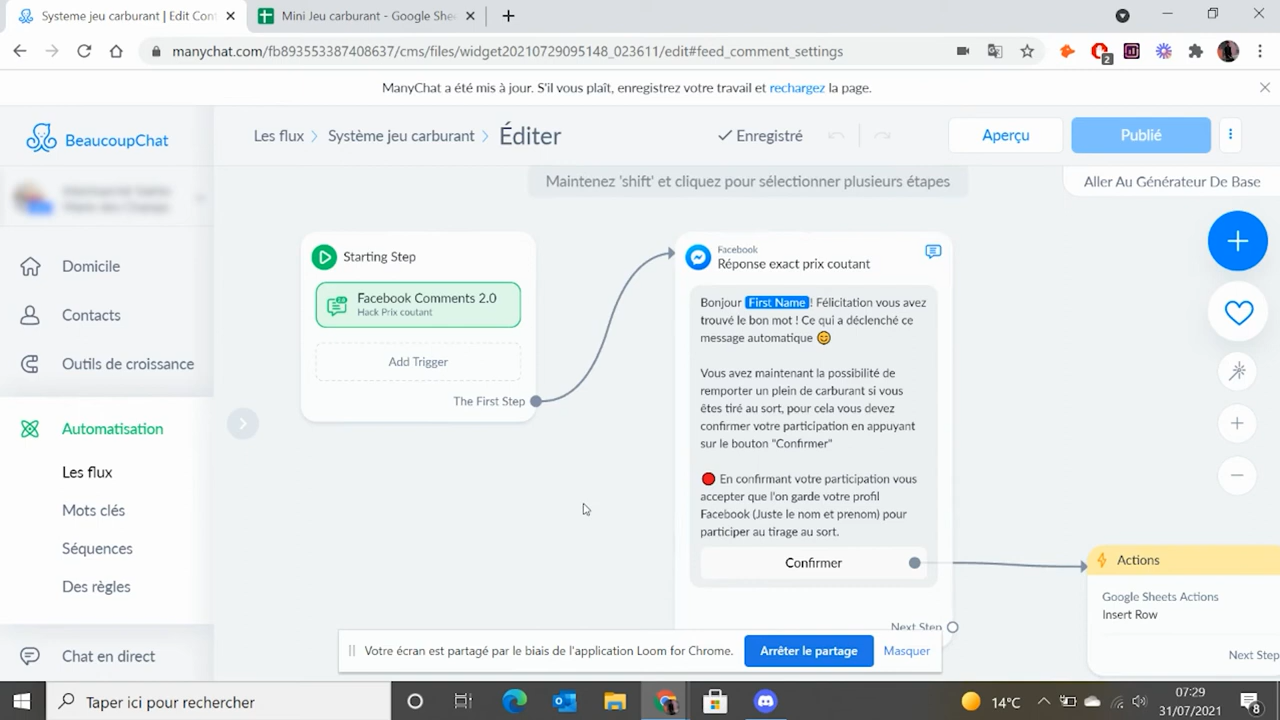 Systeme jeu carburant | Edit Con
Mini Jeu carburant - Google She
manychat.com/fb893553387408637/cms/files/widget20210729095148_023611/edit#feed_comment_settings
2
ManyChat a été mis à jour. S'il vous plaît, enregistrez votre travail et rechargez la page.
BeaucoupChat
Les flux
Système jeu carburant
Éditer
Enregistré
Aperçu
Publié
Maintenez 'shift' et cliquez pour sélectionner plusieurs étapes
Aller Au Générateur De Base
Domicile
Contacts
Outils de croissance
Automatisation
Les flux
Mots clés
Séquences
Des règles
Chat en direct
Starting Step
Facebook Comments 2.0
Hack Prix coutant
Add Trigger
The First Step
Facebook
Réponse exact prix coutant
Bonjour First Name ! Félicitation vous avez
trouvé le bon mot ! Ce qui a déclenché ce
message automatique 😊
Vous avez maintenant la possibilité de
remporter un plein de carburant si vous
êtes tiré au sort, pour cela vous devez
confirmer votre participation en appuyant
sur le bouton "Confirmer"
🔴 En confirmant votre participation vous
accepter que l'on garde votre profil
Facebook (Juste le nom et prenom) pour
participer au tirage au sort.
Confirmer
Next Step
Actions
Google Sheets Actions
Insert Row
Next Step
Votre écran est partagé par le biais de l'application Loom for Chrome.
Arrêter le partage
Masquer
Taper ici pour rechercher
14°C
07:29
31/07/2021
8